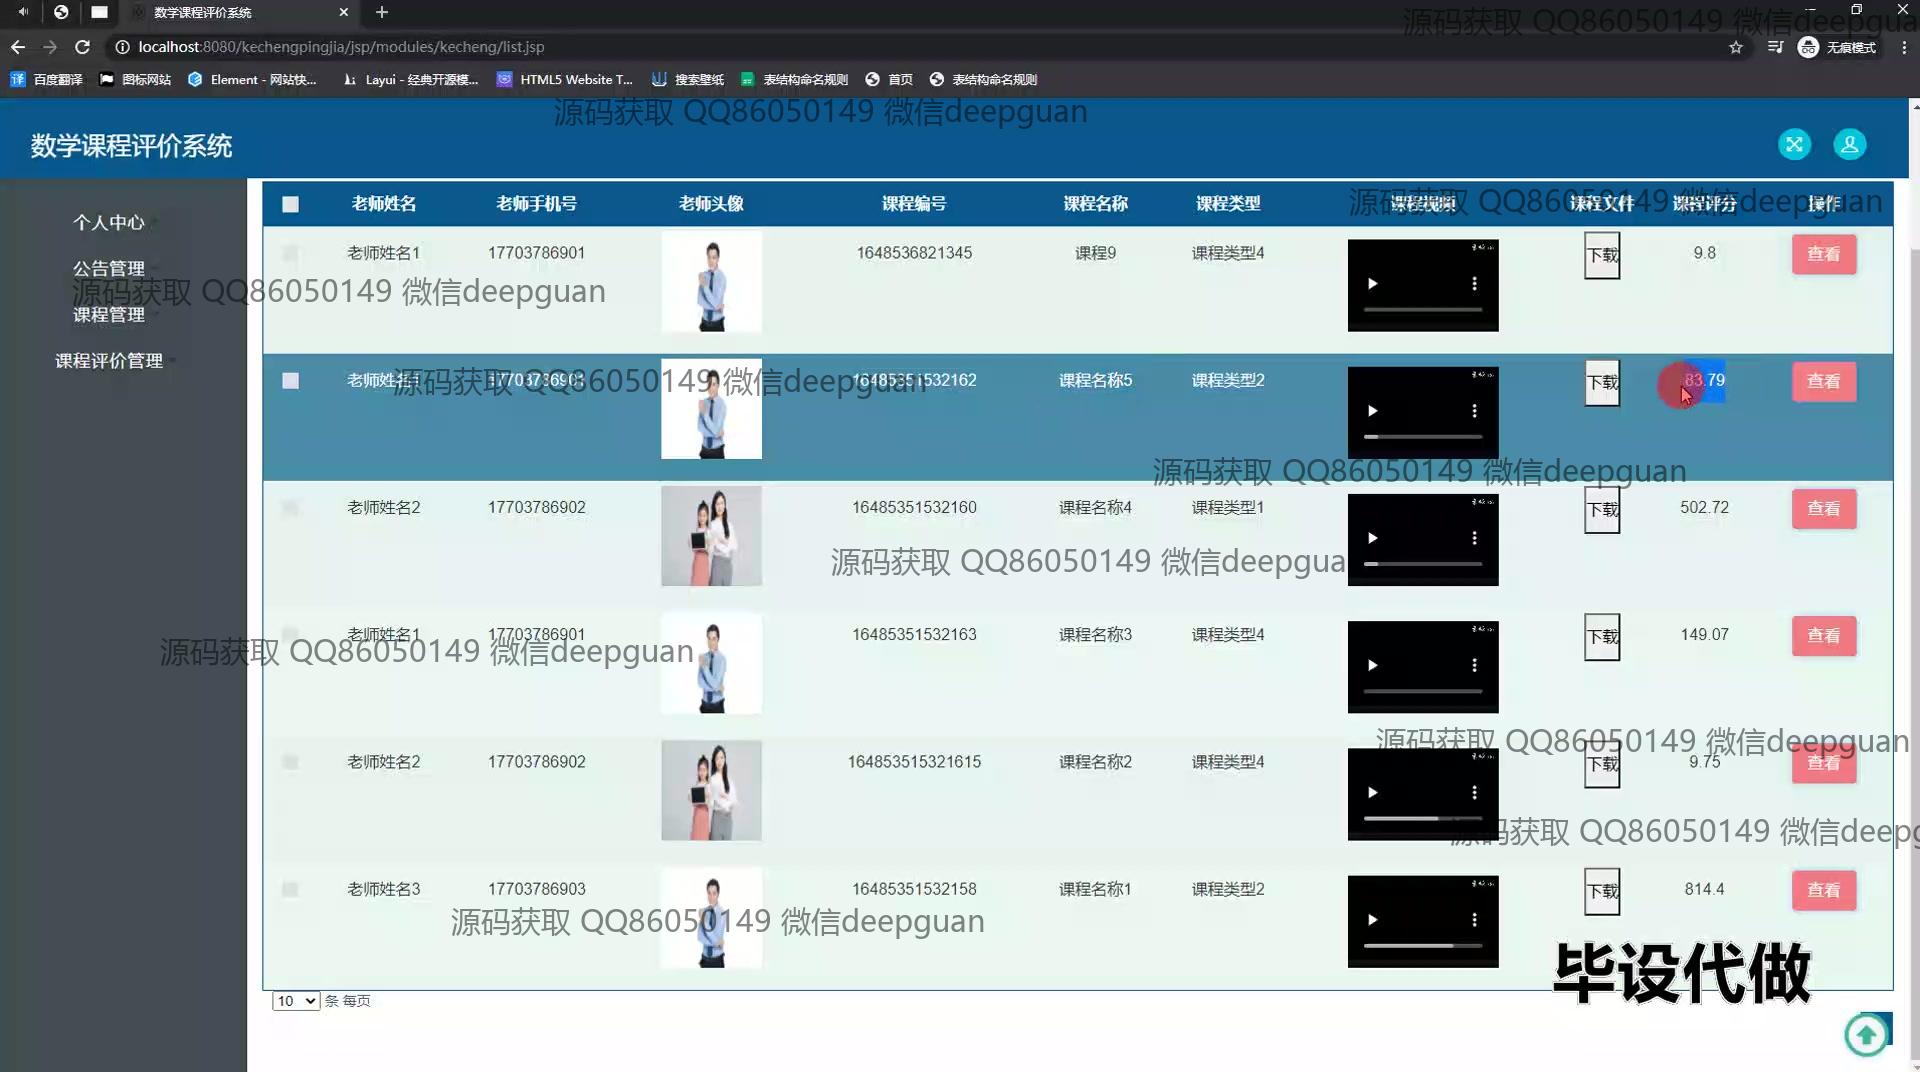 数学课程评价系统
源码获取 QQ86050149 微信deepgua
localhost:8080/kechengpingjia/jsp/modules/kecheng/list.jsp
无痕模式
百度翻译 图标网站 Element - 网站快... Layui - 经典开源模... HTML5 Website T... 搜索壁纸 表结构命名规则 首页 表结构命名规则
源码获取 QQ86050149 微信deepguan
数学课程评价系统
个人中心
公告管理
课程管理
课程评价管理
老师姓名 老师手机号 老师头像 课程编号 课程名称 课程类型 课程视频 课程文件 课程评分 操作
源码获取 QQ86050149 微信deepguan
老师姓名1 17703786901 1648536821345 课程9 课程类型4 下载 9.8 查看
源码获取 QQ86050149 微信deepguan
老师姓名1 17703786901 16485351532162 课程名称5 课程类型2 下载 83.79 查看
源码获取 QQ86050149 微信deepguan
源码获取 QQ86050149 微信deepguan
老师姓名2 17703786902 16485351532160 课程名称4 课程类型1 下载 502.72 查看
源码获取 QQ86050149 微信deepgua
老师姓名1 17703786901 16485351532163 课程名称3 课程类型4 下载 149.07 查看
源码获取 QQ86050149 微信deepguan
源码获取 QQ86050149 微信deepguan
老师姓名2 17703786902 164853515321615 课程名称2 课程类型4 下载 9.75 查看
源码获取 QQ86050149 微信deepg
老师姓名3 17703786903 16485351532158 课程名称1 课程类型2 下载 814.4 查看
源码获取 QQ86050149 微信deepguan
毕设代做
10 条 每页